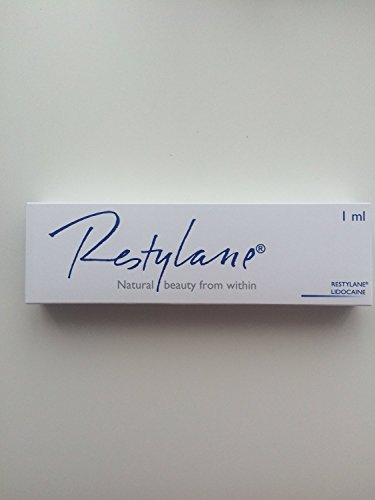 1 ml
Restylane®
Natural beauty from within
RESTYLANE®
LIDOCAINE